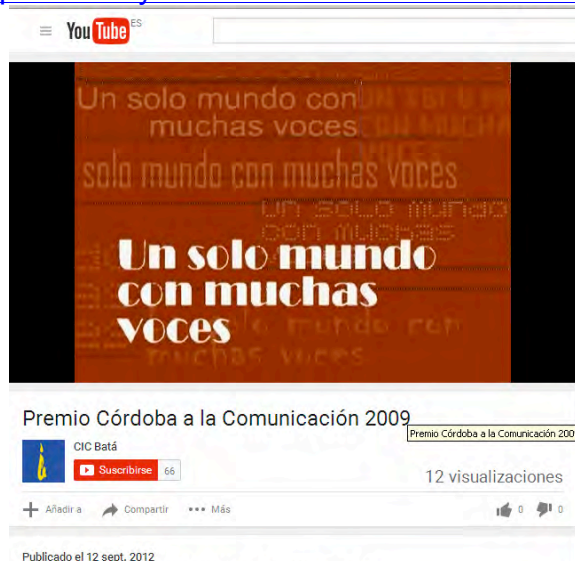 YouTube ES
Un solo mundo con
muchas voces
solo mundo con muchas voces
un solo mundo
con muchas
Un solo mundo
con muchas
voces
Premio Córdoba a la Comunicación 2009
Premio Córdoba a la Comunicación 200
CIC Batá
Suscribirse 66
12 visualizaciones
Añadir a Compartir Más
0 0
Publicado el 12 sept. 2012